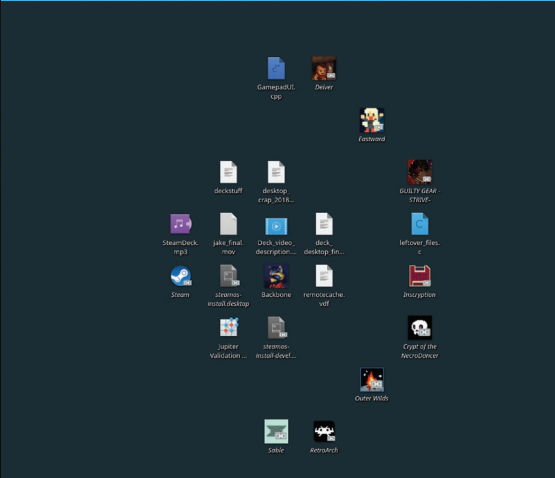 GamepadUI.
cpp
Deiver
Eastward
deckstuff
desktop_
crap_2018...
GUILTY GEAR -
STRIVE-
SteamDeck.
mp3
jake_final.
mov
Deck_video_
description....
deck_
desktop_fin...
leftover_files.
c
Steam
steamos-
install.desktop
Backbone
remotecache.
vdf
Inscryption
Jupiter
Validation ...
steamos-
install-devel...
Crypt of the
NecroDancer
Outer Wilds
Sable
RetroArch